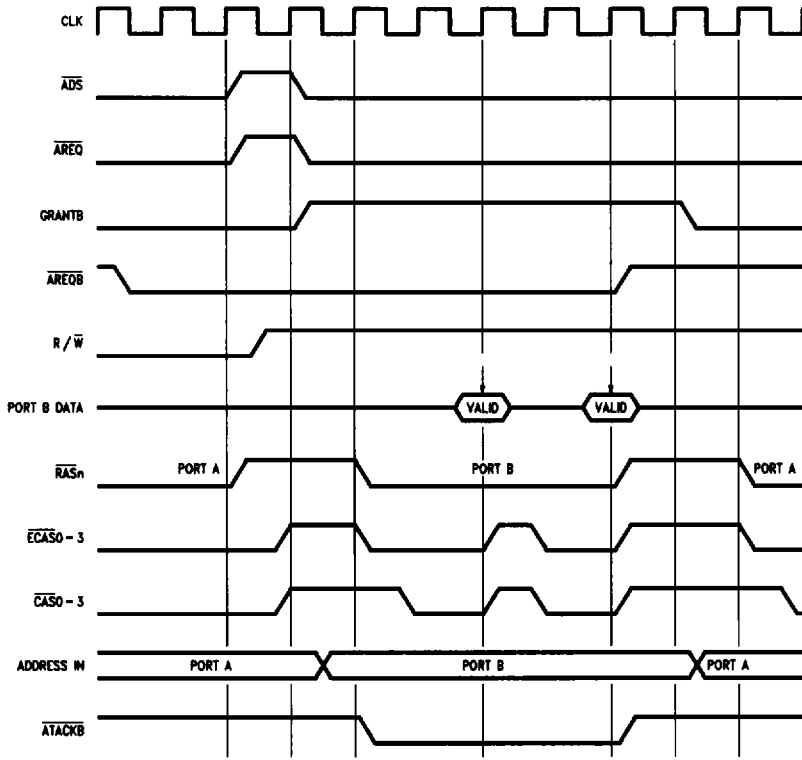 CLK
ADS
AREQ
GRANTB
AREQB
R / W
PORT B DATA VALID VALID
RASn PORT A PORT B PORT A
ECAS0-3
CAS0-3
ADDRESS IN PORT A PORT B PORT A
ATACKB